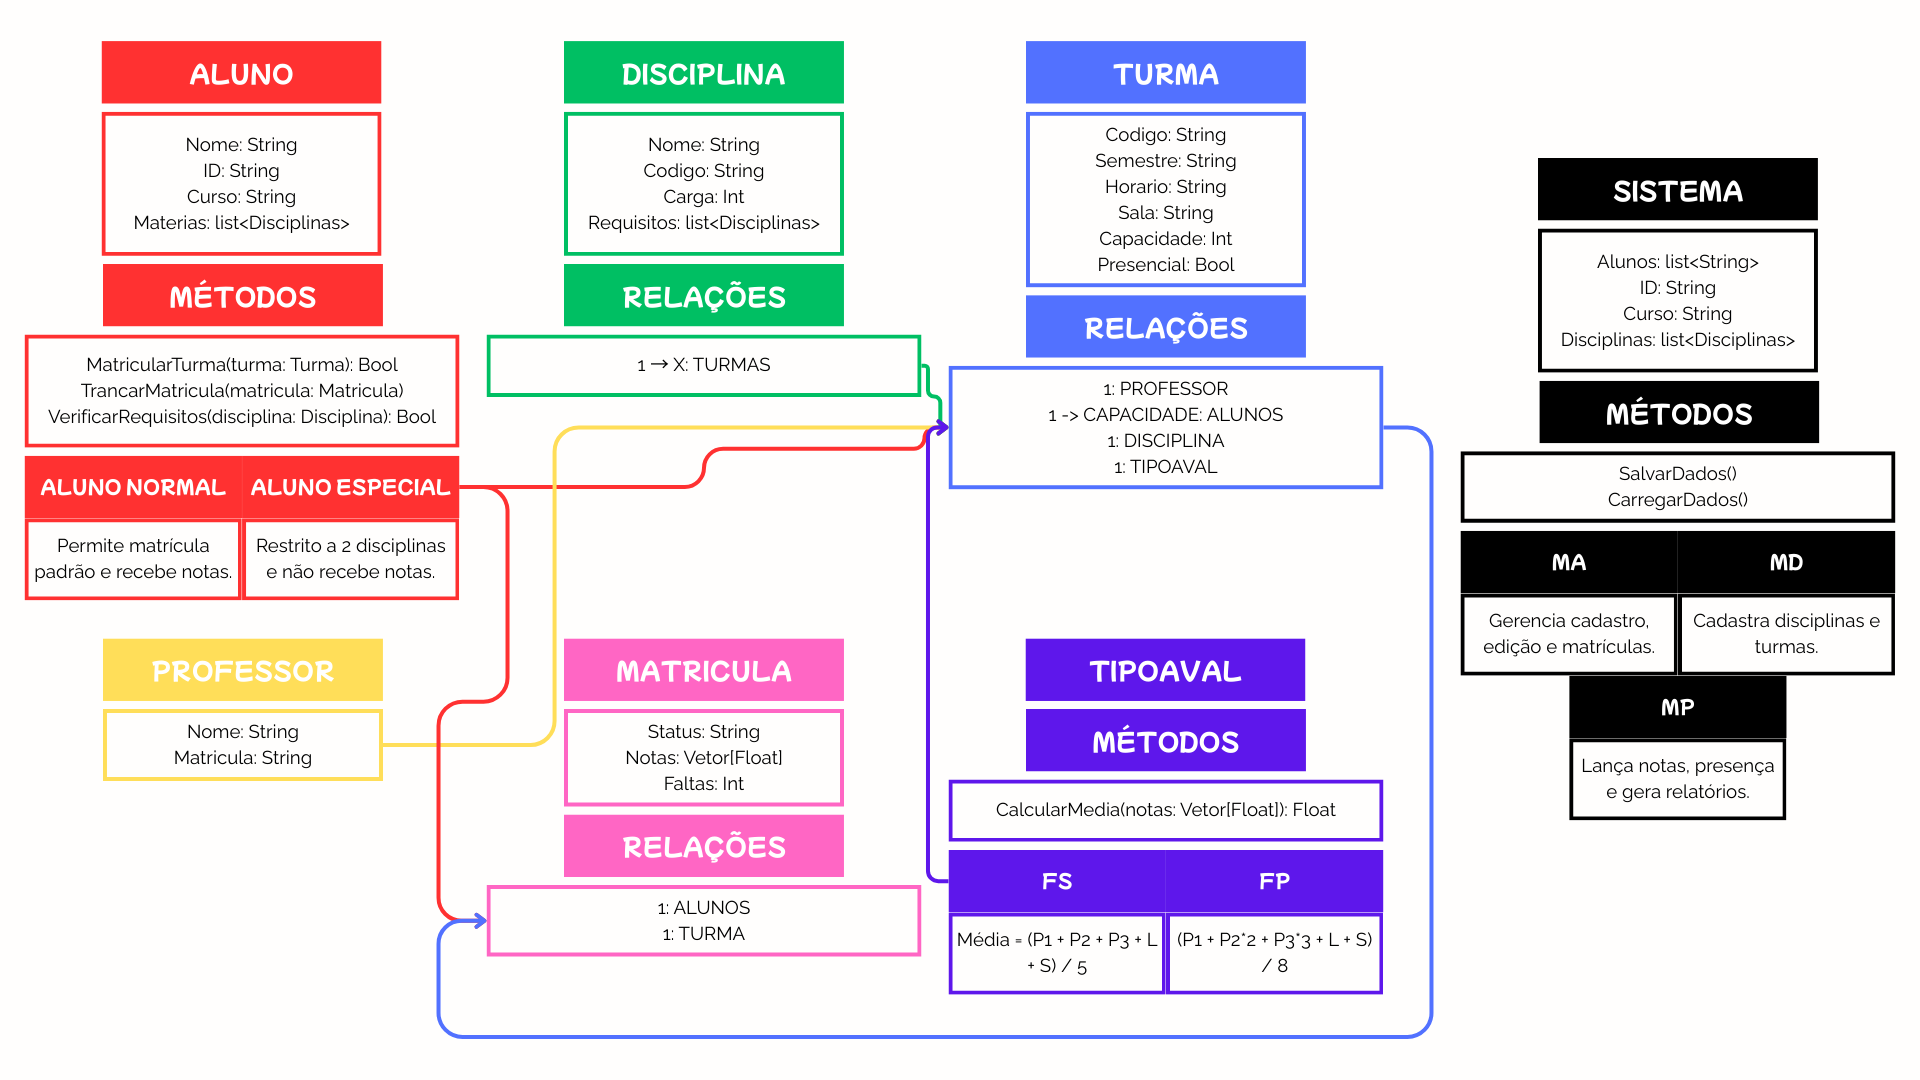 ALUNO
Nome: String
ID: String
Curso: String
Materias: list<Disciplinas>
MÉTODOS
MatricularTurma(turma: Turma): Bool
TrancarMatricula(matricula: Matricula)
VerificarRequisitos(disciplina: Disciplina): Bool
ALUNO NORMAL
Permite matrícula
padrão e recebe notas.
ALUNO ESPECIAL
Restrito a 2 disciplinas
e não recebe notas.
DISCIPLINA
Nome: String
Codigo: String
Carga: Int
Requisitos: list<Disciplinas>
RELAÇÕES
1 → X: TURMAS
TURMA
Codigo: String
Semestre: String
Horario: String
Sala: String
Capacidade: Int
Presencial: Bool
RELAÇÕES
1: PROFESSOR
1 -> CAPACIDADE: ALUNOS
1: DISCIPLINA
1: TIPOAVAL
PROFESSOR
Nome: String
Matricula: String
MATRICULA
Status: String
Notas: Vetor[Float]
Faltas: Int
RELAÇÕES
1: ALUNOS
1: TURMA
TIPOAVAL
MÉTODOS
CalcularMedia(notas: Vetor[Float]): Float
FS
Média = (P1 + P2 + P3 + L
+ S) / 5
FP
(P1 + P2*2 + P3*3 + L + S)
/ 8
SISTEMA
Alunos: list<String>
ID: String
Curso: String
Disciplinas: list<Disciplinas>
MÉTODOS
SalvarDados()
CarregarDados()
MA
Gerencia cadastro,
edição e matrículas.
MD
Cadastra disciplinas e
turmas.
MP
Lança notas, presença
e gera relatórios.